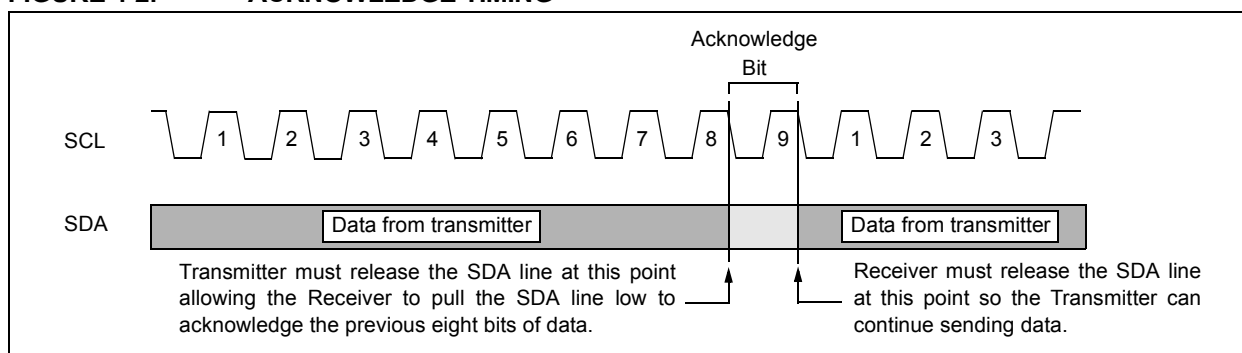 FIGURE 4-2: ACKNOWLEDGE TIMING
Acknowledge
Bit
SCL 1 2 3 4 5 6 7 8 9 1 2 3
SDA Data from transmitter Data from transmitter
Transmitter must release the SDA line at this point
allowing the Receiver to pull the SDA line low to
acknowledge the previous eight bits of data.
Receiver must release the SDA line
at this point so the Transmitter can
continue sending data.